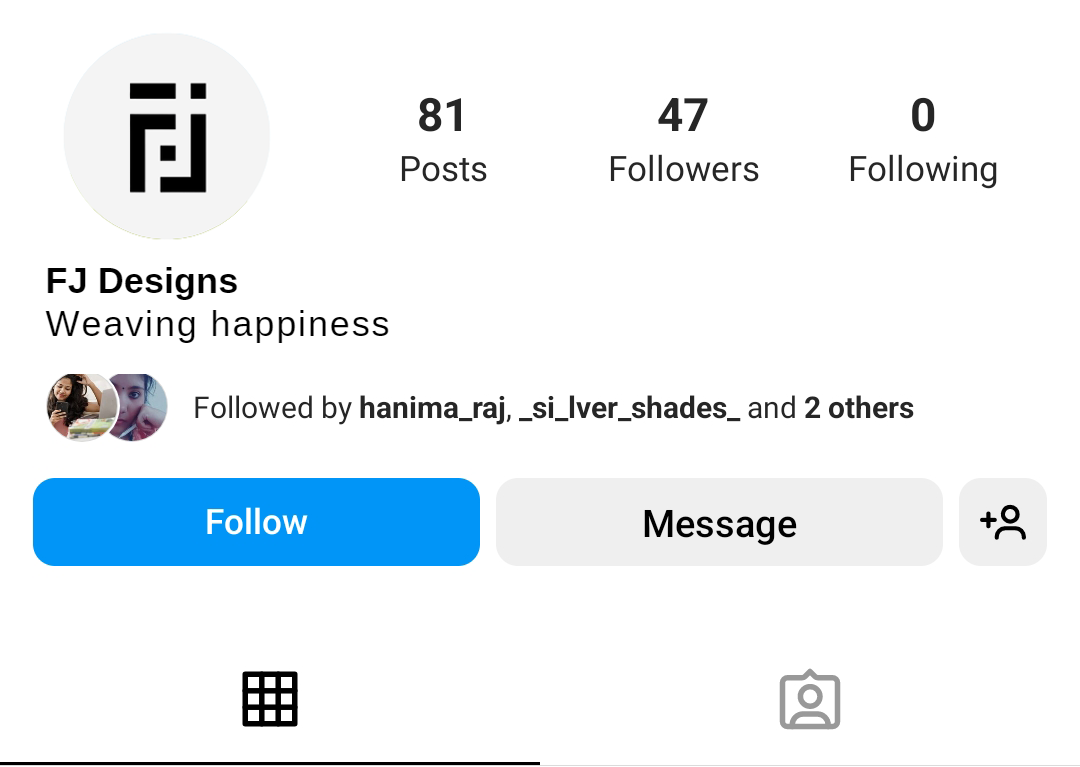 81 47 0
Posts Followers Following
FJ Designs
Weaving happiness
Followed by hanima_raj, _si_lver_shades_ and 2 others
Follow Message